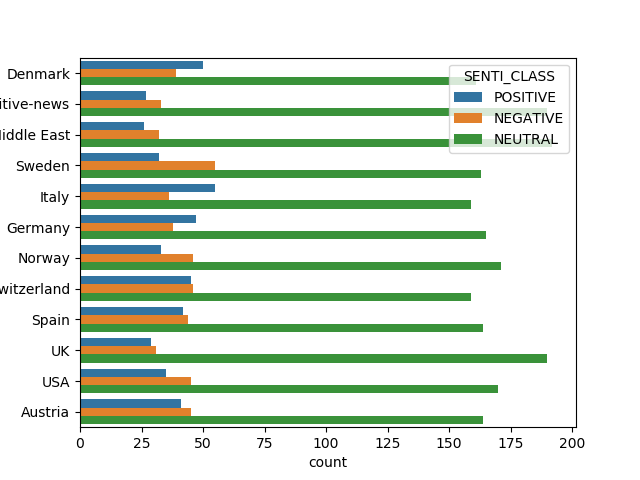 Denmark
itive-news
iddle East
Sweden
Italy
Germany
Norway
witzerland
Spain
UK
USA
Austria
SENTI_CLASS
POSITIVE
NEGATIVE
NEUTRAL
0 25 50 75 100 125 150 175 200
count